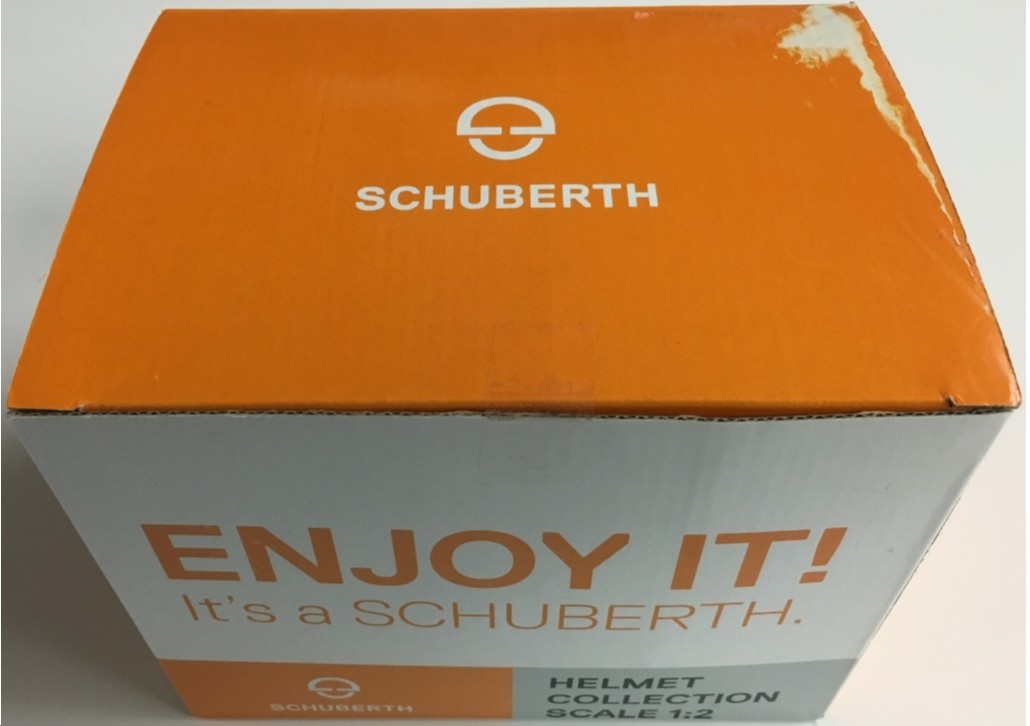 SCHUBERTH
ENJOY IT!
It's a SCHUBERTH.
SCHUBERTH
HELMET
COLLECTION
SCALE 1:2